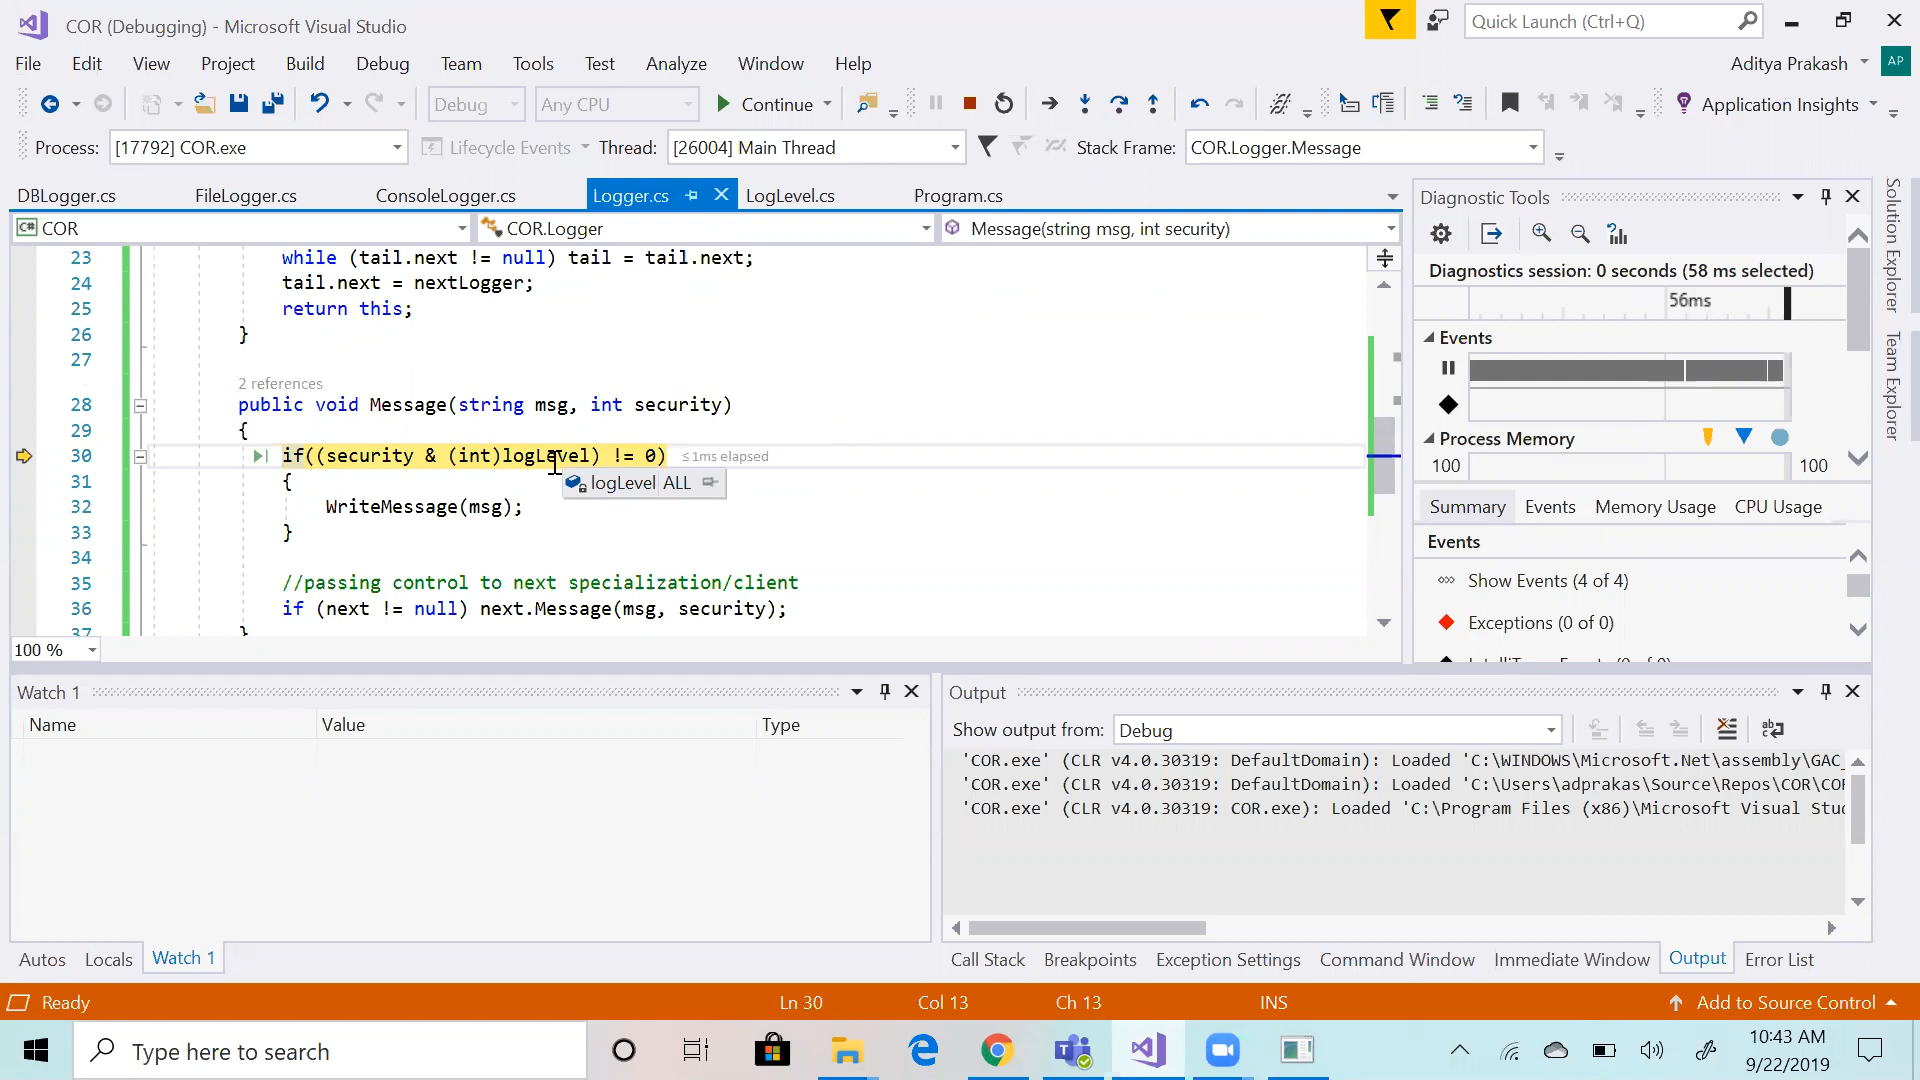 COR (Debugging) - Microsoft Visual Studio
Quick Launch (Ctrl+Q)
File Edit View Project Build Debug Team Tools Test Analyze Window Help
Aditya Prakash AP
Debug Any CPU Continue Application Insights
Process: [17792] COR.exe Lifecycle Events Thread: [26004] Main Thread Stack Frame: COR.Logger.Message
DBLogger.cs FileLogger.cs ConsoleLogger.cs Logger.cs LogLevel.cs Program.cs
C# COR COR.Logger Message(string msg, int security)
23 while (tail.next != null) tail = tail.next;
24 tail.next = nextLogger;
25 return this;
26 }
27
2 references
28 public void Message(string msg, int security)
29 {
30 if((security & (int)logLevel) != 0) ≤1ms elapsed
31 {
logLevel ALL
32 WriteMessage(msg);
33 }
34
35 //passing control to next specialization/client
36 if (next != null) next.Message(msg, security);
37 }
100 %
Diagnostic Tools
Diagnostics session: 0 seconds (58 ms selected)
56ms
Events
Process Memory
100 100
Summary Events Memory Usage CPU Usage
Events
Show Events (4 of 4)
Exceptions (0 of 0)
Solution Explorer
Team Explorer
Watch 1
Name Value Type
Autos Locals Watch 1
Output
Show output from: Debug
'COR.exe' (CLR v4.0.30319: DefaultDomain): Loaded 'C:\WINDOWS\Microsoft.Net\assembly\GAC_
'COR.exe' (CLR v4.0.30319: DefaultDomain): Loaded 'C:\Users\adprakas\Source\Repos\COR\COR
'COR.exe' (CLR v4.0.30319: COR.exe): Loaded 'C:\Program Files (x86)\Microsoft Visual Stu
Call Stack Breakpoints Exception Settings Command Window Immediate Window Output Error List
Ready Ln 30 Col 13 Ch 13 INS Add to Source Control
Type here to search
10:43 AM
9/22/2019